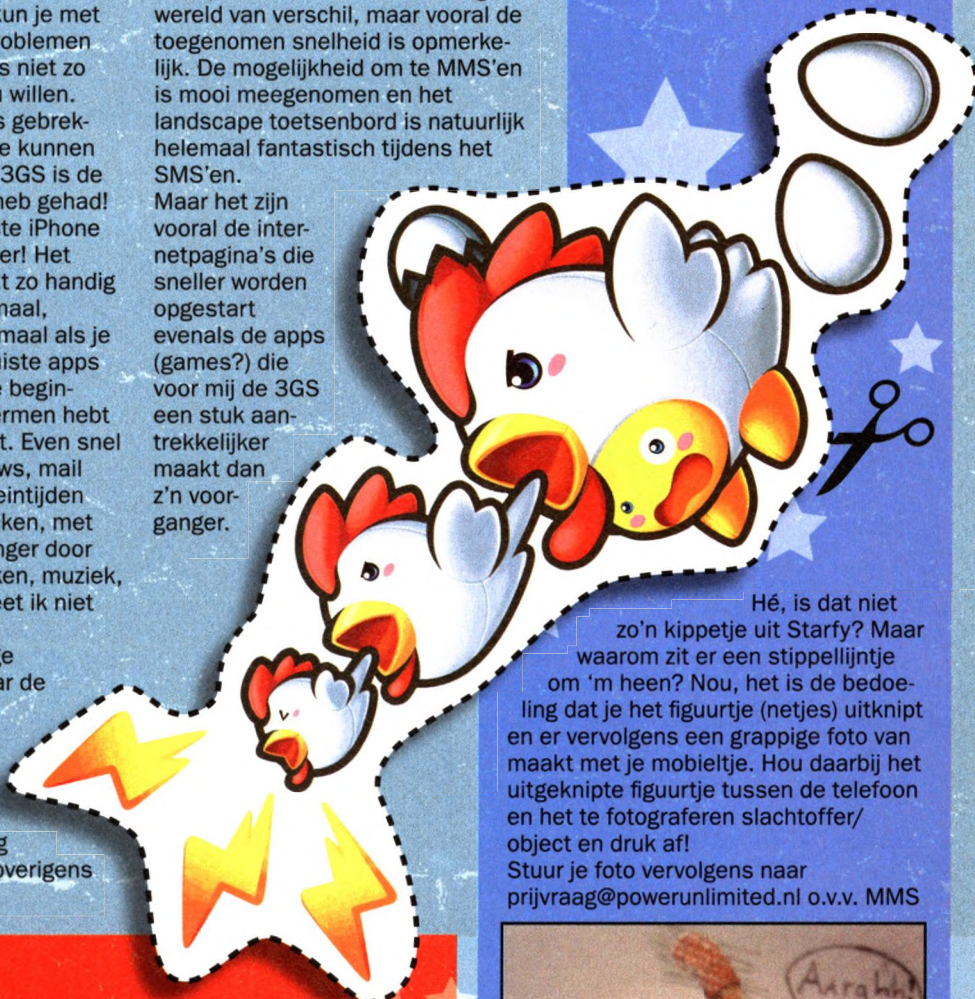 kun je met
oblemen
s niet zo
willen.
s gebrek-
e kunnen
3GS is de
heb gehad!
ste iPhone
er! Het
t zo handig
maal,
maal als je
iste apps
e begin-
ermen hebt
t. Even snel
ws, mail
eintijden
ken, met
nger door
ken, muziek,
eet ik niet
ge
ar de
g
overigens
wereld van verschil, maar vooral de
toegenomen snelheid is opmerke-
lijk. De mogelijkheid om te MMS'en
is mooi meegenomen en het
landscape toetsenbord is natuurlijk
helemaal fantastisch tijdens het
SMS'en.
Maar het zijn
vooral de inter-
netpagina's die
sneller worden
opgestart
evenals de apps
(games?) die
voor mij de 3GS
een stuk aan-
trekkelijker
maakt dan
z'n voor-
ganger.
Hé, is dat niet
zo'n kippetje uit Starfy? Maar
waarom zit er een stippellijntje
om 'm heen? Nou, het is de bedoe-
ling dat je het figuurtje (netjes) uitknipt
en er vervolgens een grappige foto van
maakt met je mobieltje. Hou daarbij het
uitgeknipte figuurtje tussen de telefoon
en het te fotograferen slachtoffer/
object en druk af!
Stuur je foto vervolgens naar
prijvraag@powerunlimited.nl o.v.v. MMS
Aarghh!